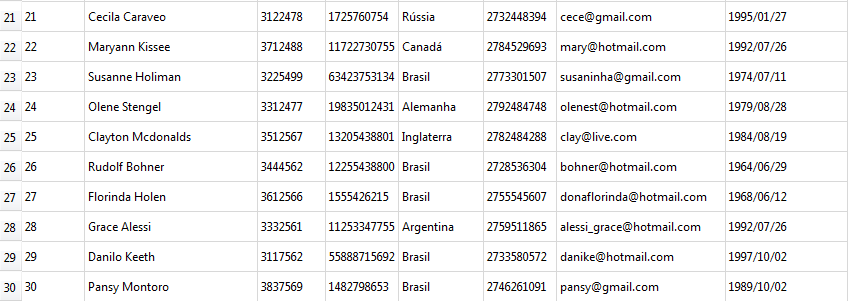 21 21 Cecila Caraveo 3122478 1725760754 Rússia 2732448394 cece@gmail.com 1995/01/27
22 22 Maryann Kissee 3712488 11722730755 Canadá 2784529693 mary@hotmail.com 1992/07/26
23 23 Susanne Holiman 3225499 63423753134 Brasil 2773301507 susaninha@gmail.com 1974/07/11
24 24 Olene Stengel 3312477 19835012431 Alemanha 2792484748 olenest@hotmail.com 1979/08/28
25 25 Clayton Mcdonalds 3512567 13205438801 Inglaterra 2782484288 clay@live.com 1984/08/19
26 26 Rudolf Bohner 3444562 12255438800 Brasil 2728536304 bohner@hotmail.com 1964/06/29
27 27 Florinda Holen 3612566 1555426215 Brasil 2755545607 donaflorinda@hotmail.com 1968/06/12
28 28 Grace Alessi 3332561 11253347755 Argentina 2759511865 alessi_grace@hotmail.com 1992/07/26
29 29 Danilo Keeth 3117562 55888715692 Brasil 2733580572 danike@hotmail.com 1997/10/02
30 30 Pansy Montoro 3837569 1482798653 Brasil 2746261091 pansy@gmail.com 1989/10/02